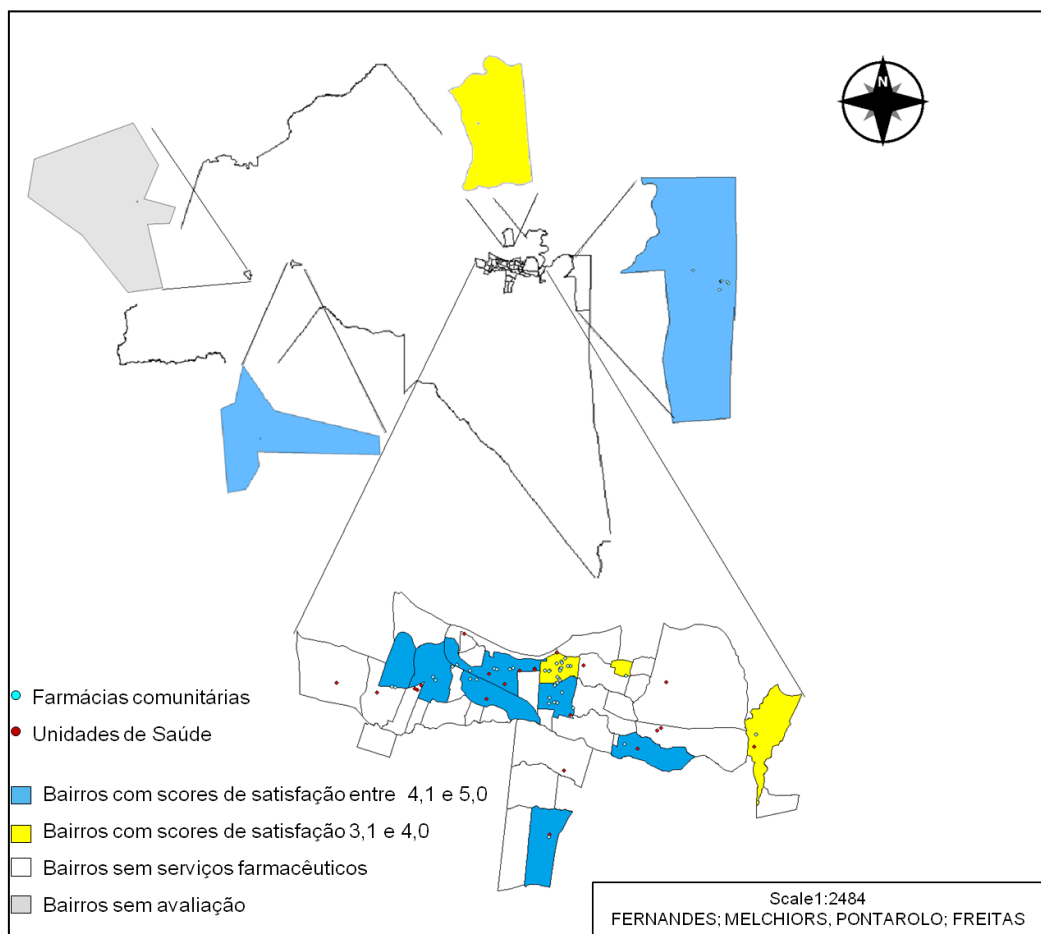 N
Farmácias comunitárias
Unidades de Saúde
Bairros com scores de satisfação entre 4,1 e 5,0
Bairros com scores de satisfação 3,1 e 4,0
Bairros sem serviços farmacêuticos
Bairros sem avaliação
Scale1:2484
FERNANDES; MELCHIORS, PONTAROLO; FREITAS